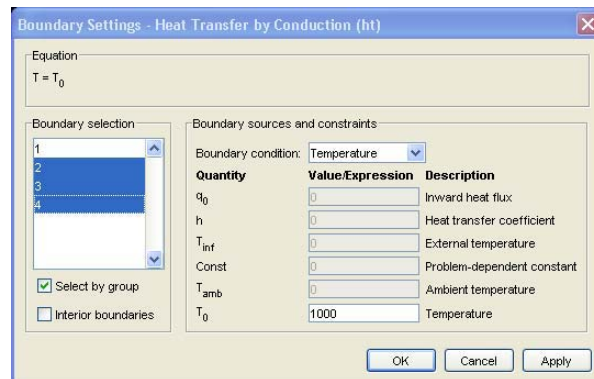 Boundary Settings - Heat Transfer by Conduction (ht)
Equation
T = T0
Boundary selection
1
2
3
4
Select by group
Interior boundaries
Boundary sources and constraints
Boundary condition: Temperature
Quantity Value/Expression Description
q0 0 Inward heat flux
h 0 Heat transfer coefficient
Tinf 0 External temperature
Const 0 Problem-dependent constant
Tamb 0 Ambient temperature
T0 1000 Temperature
OK Cancel Apply